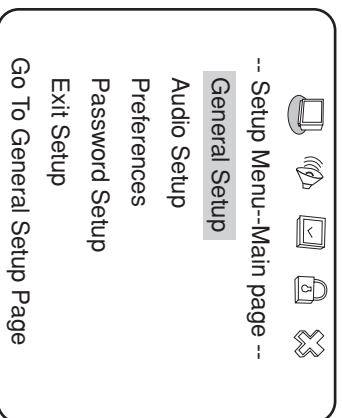 -- Setup Menu--Main page --
General Setup
Audio Setup
Preferences
Password Setup
Exit Setup
Go To General Setup Page